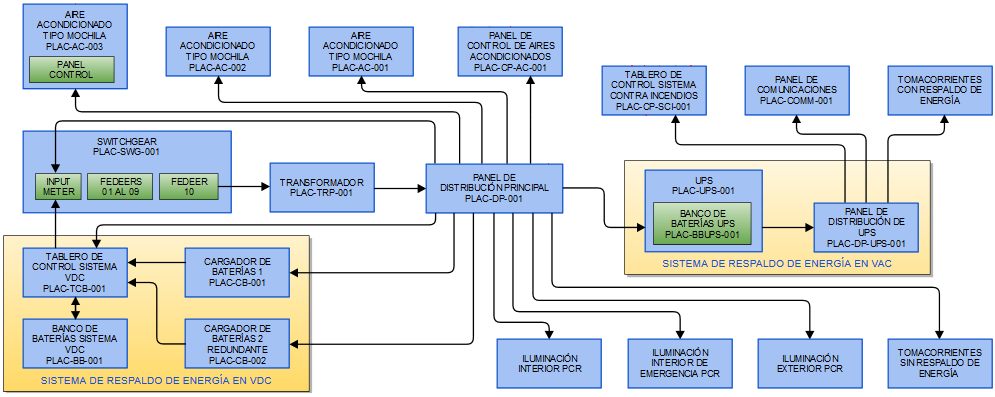 AIRE
ACONDICIONADO
TIPO MOCHILA
PLAC-AC-003
PANEL
CONTROL
AIRE
ACONDICIONADO
TIPO MOCHILA
PLAC-AC-002
AIRE
ACONDICIONADO
TIPO MOCHILA
PLAC-AC-001
PANEL DE
CONTROL DE AIRES
ACONDICIONADOS
PLAC-CP-AC-001
TABLERO DE
CONTROL SISTEMA
CONTRA INCENDIOS
PLAC-CP-SCI-001
PANEL DE
COMUNICACIONES
PLAC-COMM-001
TOMACORRIENTES
CON RESPALDO DE
ENERGÍA
SWITCHGEAR
PLAC-SWG-001
INPUT
METER
FEDEERS
01 AL 09
FEDEER
10
TRANSFORMADOR
PLAC-TRP-001
PANEL DE
DISTRIBUCIÓN PRINCIPAL
PLAC-DP-001
UPS
PLAC-UPS-001
BANCO DE
BATERÍAS UPS
PLAC-BBUPS-001
PANEL DE
DISTRIBUCIÓN DE
UPS
PLAC-DP-UPS-001
SISTEMA DE RESPALDO DE ENERGÍA EN VAC
TABLERO DE
CONTROL SISTEMA
VDC
PLAC-TCB-001
CARGADOR DE
BATERÍAS 1
PLAC-CB-001
BANCO DE
BATERÍAS SISTEMA
VDC
PLAC-BB-001
CARGADOR DE
BATERÍAS 2
REDUNDANTE
PLAC-CB-002
SISTEMA DE RESPALDO DE ENERGÍA EN VDC
ILUMINACIÓN
INTERIOR PCR
ILUMINACIÓN
INTERIOR DE
EMERGENCIA PCR
ILUMINACIÓN
EXTERIOR PCR
TOMACORRIENTES
SIN RESPALDO DE
ENERGÍA